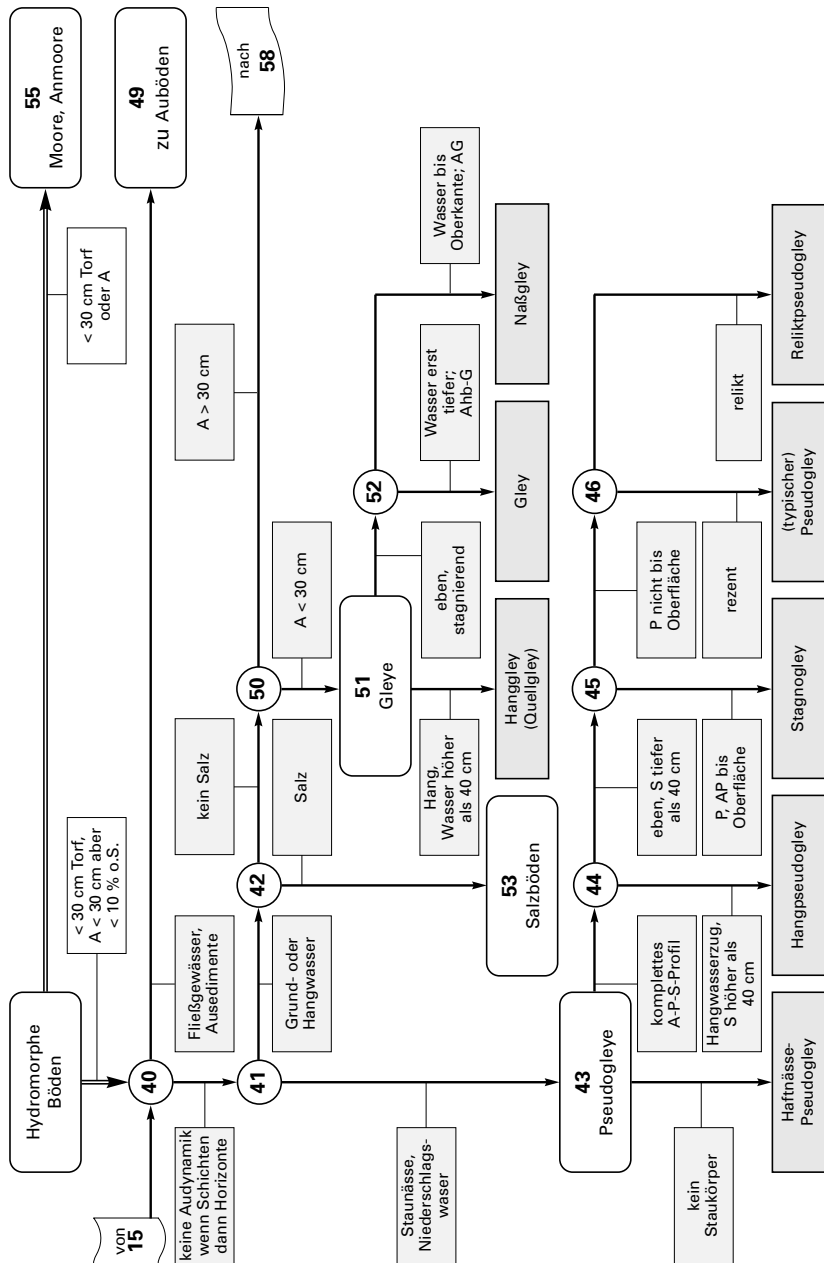 Hydromorphe
Böden
< 30 cm Torf,
A < 30 cm aber
< 10 % o.S.
< 30 cm Torf
oder A
55
Moore, Anmoore
von
15
40
Fließgewässer,
Ausedimente
49
zu Auböden
keine Audynamik
wenn Schichten
dann Horizonte
41
Grund- oder
Hangwasser
42
kein Salz
50
A > 30 cm
nach
58
Salz
A < 30 cm
53
Salzböden
51
Gleye
eben,
stagnierend
52
Wasser bis
Oberkante; AG
Hang,
Wasser höher
als 40 cm
Wasser erst
tiefer;
Ahb-G
Hanggley
(Quellgley)
Gley
Naßgley
Staunässe,
Niederschlags-
waser
43
Pseudogleye
komplettes
A-P-S-Profil
44
eben, S tiefer
als 40 cm
45
P nicht bis
Oberfläche
46
kein
Staukörper
Hangwasserzug,
S höher als
40 cm
P, AP bis
Oberfläche
rezent
relikt
Haftnässe-
Pseudogley
Hangpseudogley
Stagnogley
(typischer)
Pseudogley
Reliktpseudogley